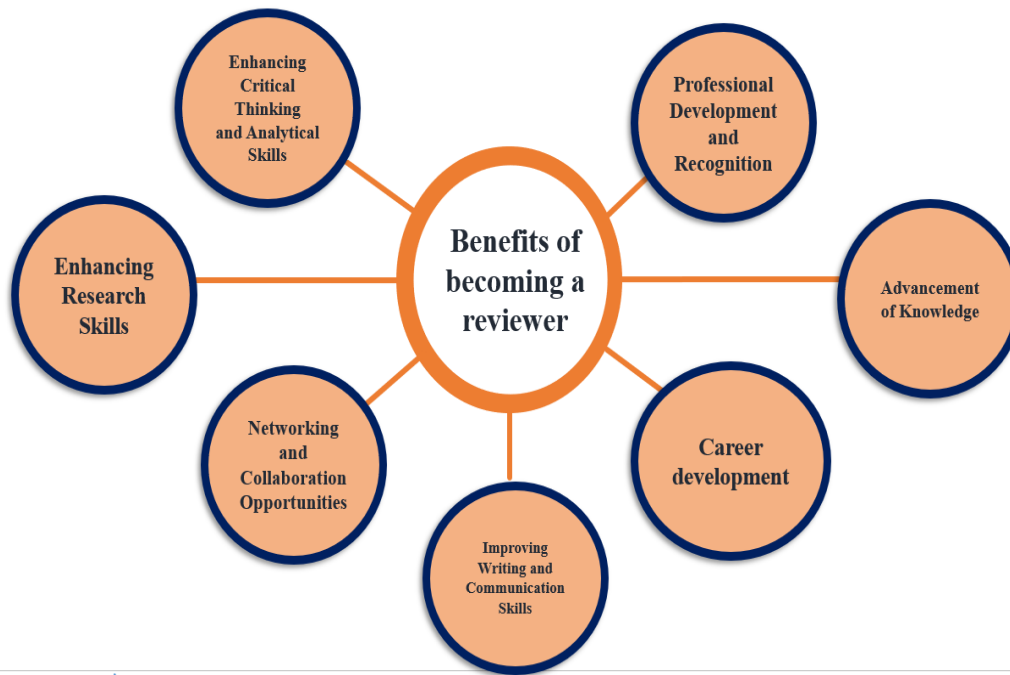 Enhancing
Critical
Thinking
and Analytical
Skills
Professional
Development
and
Recognition
Benefits of
becoming a
reviewer
Enhancing
Research
Skills
Advancement
of Knowledge
Networking
and
Collaboration
Opportunities
Career
development
Improving
Writing and
Communication
Skills